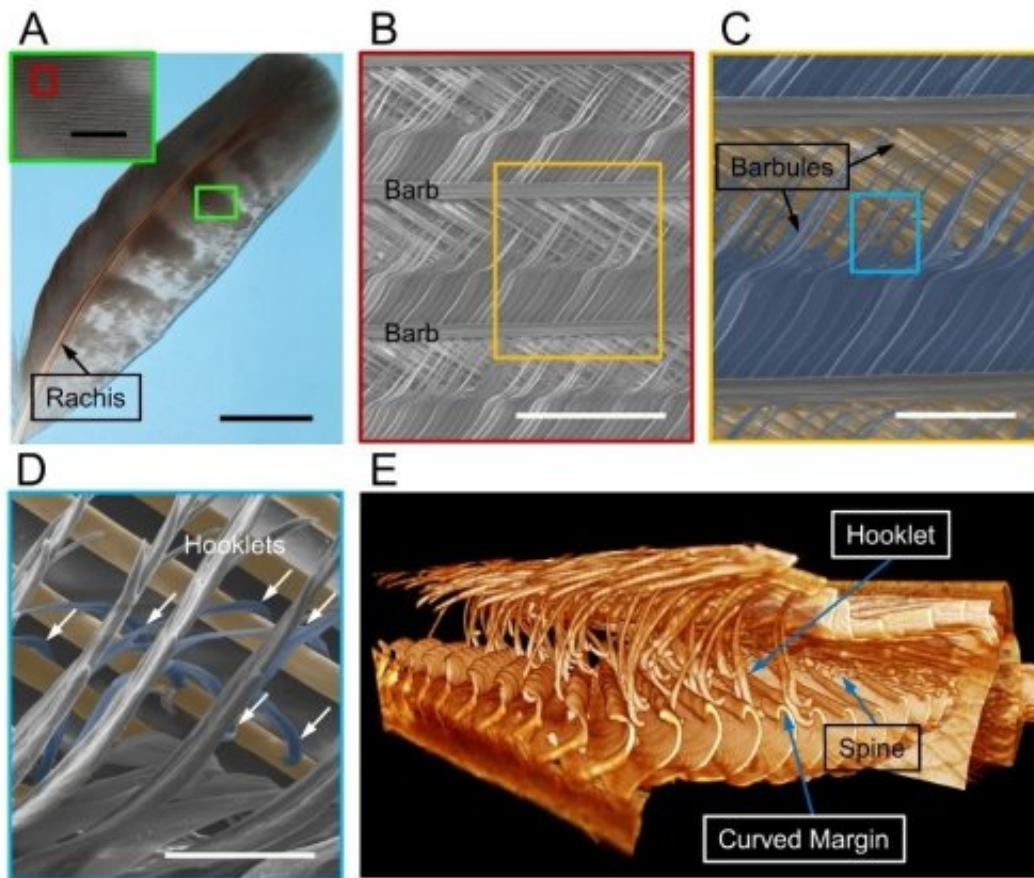 A
B
C
Rachis
Barb
Barb
Barbules
D
E
Hooklets
Hooklet
Spine
Curved Margin